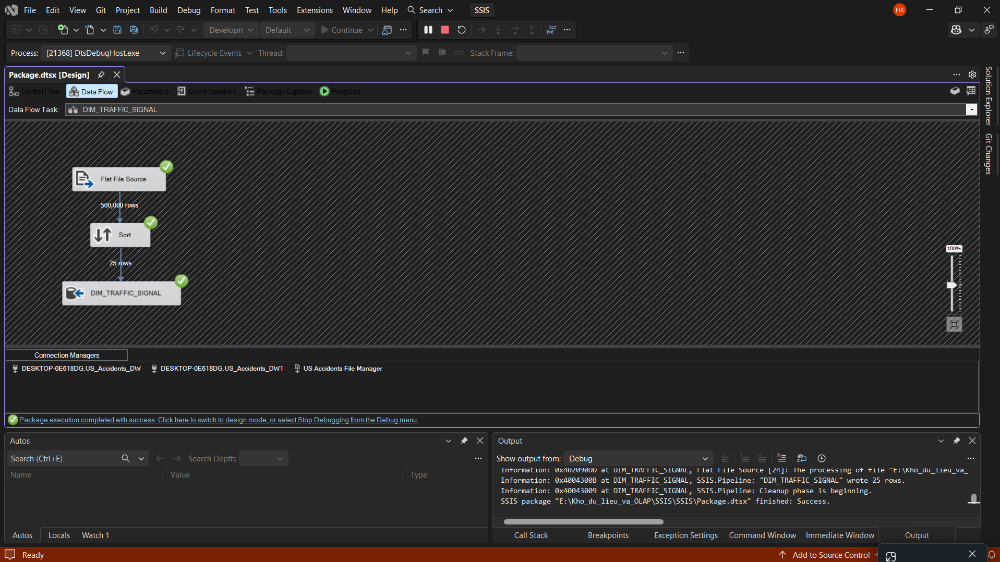 File Edit View Git Project Build Debug Format Test Tools Extensions Window Help Search SSIS HK
Developn Default Continue
Process: [21368] DtsDebugHost.exe Lifecycle Events Thread: Stack Frame:
Package.dtsx [Design]
Control Flow Data Flow Parameters Event Handlers Package Explorer Progress
Data Flow Task: DIM_TRAFFIC_SIGNAL
Solution Explorer
Git Changes
Flat File Source
500,000 rows
Sort
25 rows
DIM_TRAFFIC_SIGNAL
100%
Connection Managers
DESKTOP-0E618DG.US_Accidents_DW DESKTOP-0E618DG.US_Accidents_DW1 US Accidents File Manager
Package execution completed with success. Click here to switch to design mode, or select Stop Debugging from the Debug menu.
Autos
Search (Ctrl+E) Search Depth:
Name Value Type
Autos Locals Watch 1
Output
Show output from: Debug
Information: 0x402090DD at DIM_TRAFFIC_SIGNAL, Flat File Source [24]: The processing of file "E:\Kho_du_lieu_va_
Information: 0x4004300B at DIM_TRAFFIC_SIGNAL, SSIS.Pipeline: "DIM_TRAFFIC_SIGNAL" wrote 25 rows.
Information: 0x40043009 at DIM_TRAFFIC_SIGNAL, SSIS.Pipeline: Cleanup phase is beginning.
SSIS package "E:\Kho_du_lieu_va_OLAP\SSIS\SSIS\Package.dtsx" finished: Success.
Call Stack Breakpoints Exception Settings Command Window Immediate Window Output
Ready Add to Source Control